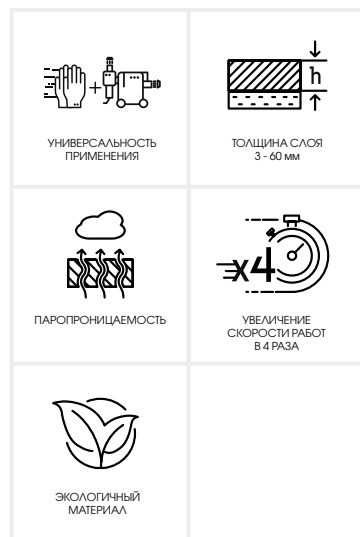 +
УНИВЕРСАЛЬНОСТЬ
ПРИМЕНЕНИЯ
h
ТОЛЩИНА СЛОЯ
3 - 60 мм
ПАРОПРОНИЦАЕМОСТЬ
x4
УВЕЛИЧЕНИЕ
СКОРОСТИ РАБОТ
В 4 РАЗА
ЭКОЛОГИЧНЫЙ
МАТЕРИАЛ